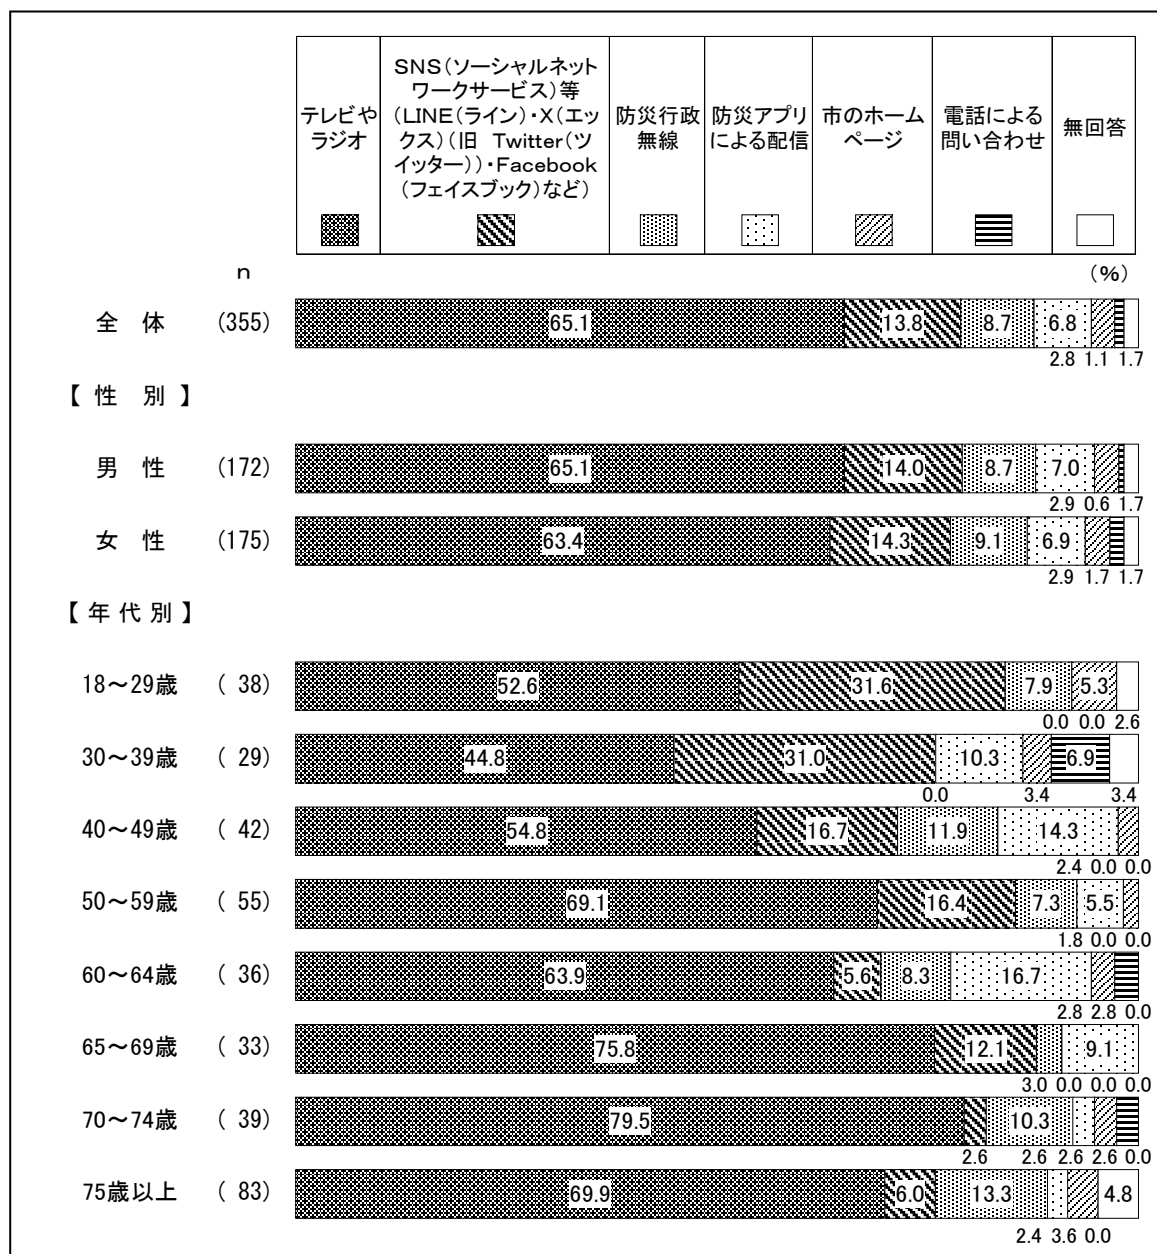 テレビや
ラジオ
SNS(ソーシャルネット
ワークサービス)等
(LINE(ライン)・X(エッ
クス)(旧 Twitter(ツ
イッター))・Facebook
(フェイスブック)など)
防災行政
無線
防災アプリ
による配信
市のホーム
ページ
電話による
問い合わせ
無回答
n
(%)
全 体 (355) 65.1 13.8 8.7 6.8
2.8 1.1 1.7
【 性 別 】
男 性 (172) 65.1 14.0 8.7 7.0
2.9 0.6 1.7
女 性 (175) 63.4 14.3 9.1 6.9
2.9 1.7 1.7
【 年 代 別 】
18～29歳 ( 38) 52.6 31.6 7.9 5.3
0.0 0.0 2.6
30～39歳 ( 29) 44.8 31.0 10.3 6.9
0.0 3.4 3.4
40～49歳 ( 42) 54.8 16.7 11.9 14.3
2.4 0.0 0.0
50～59歳 ( 55) 69.1 16.4 7.3 5.5
1.8 0.0 0.0
60～64歳 ( 36) 63.9 5.6 8.3 16.7
2.8 2.8 0.0
65～69歳 ( 33) 75.8 12.1 9.1
3.0 0.0 0.0 0.0
70～74歳 ( 39) 79.5 10.3
2.6 2.6 2.6 2.6 0.0
75歳以上 ( 83) 69.9 6.0 13.3 4.8
2.4 3.6 0.0